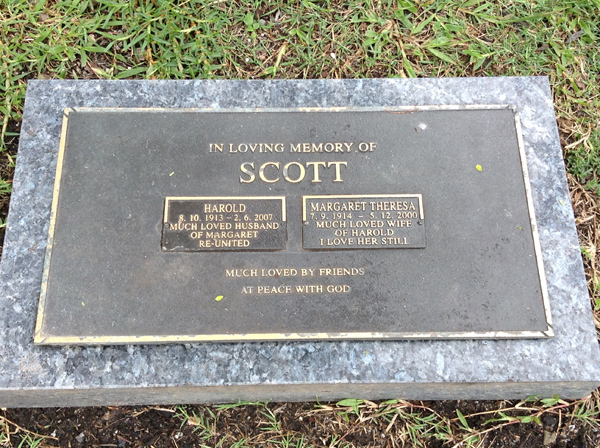 IN LOVING MEMORY OF
SCOTT
HAROLD
8. 10. 1913 – 2. 6. 2007
MUCH LOVED HUSBAND
OF MARGARET
RE-UNITED
MARGARET THERESA
7. 9. 1914 – 5. 12. 2000
MUCH LOVED WIFE
OF HAROLD
I LOVE HER STILL
MUCH LOVED BY FRIENDS
AT PEACE WITH GOD